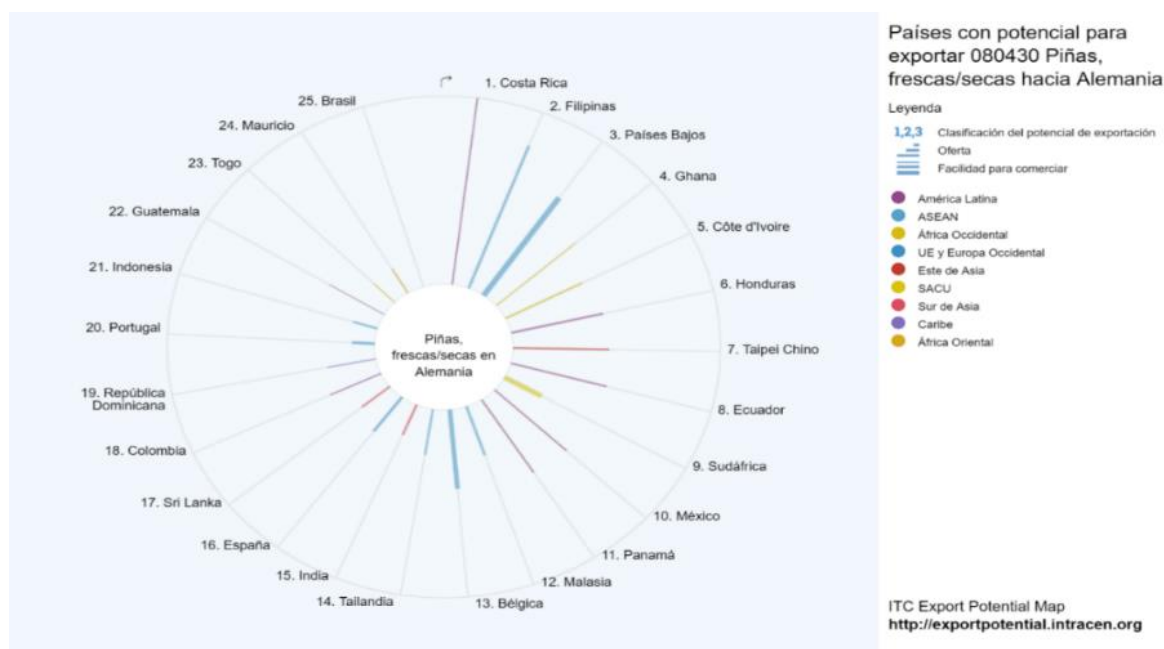 Países con potencial para
exportar 080430 Piñas,
frescas/secas hacia Alemania
Leyenda
1,2,3 Clasificación del potencial de exportación
Oferta
Facilidad para comerciar
América Latina
ASEAN
África Occidental
UE y Europa Occidental
Este de Asia
SACU
Sur de Asia
Caribe
África Oriental
1. Costa Rica
2. Filipinas
3. Países Bajos
4. Ghana
5. Côte d'Ivoire
6. Honduras
7. Taipei Chino
8. Ecuador
9. Sudáfrica
10. México
11. Panamá
12. Malasia
13. Bélgica
14. Tailandia
15. India
16. España
17. Sri Lanka
18. Colombia
19. República
Dominicana
20. Portugal
21. Indonesia
22. Guatemala
23. Togo
24. Mauricio
25. Brasil
Piñas,
frescas/secas en
Alemania
ITC Export Potential Map
http://exportpotential.intracen.org